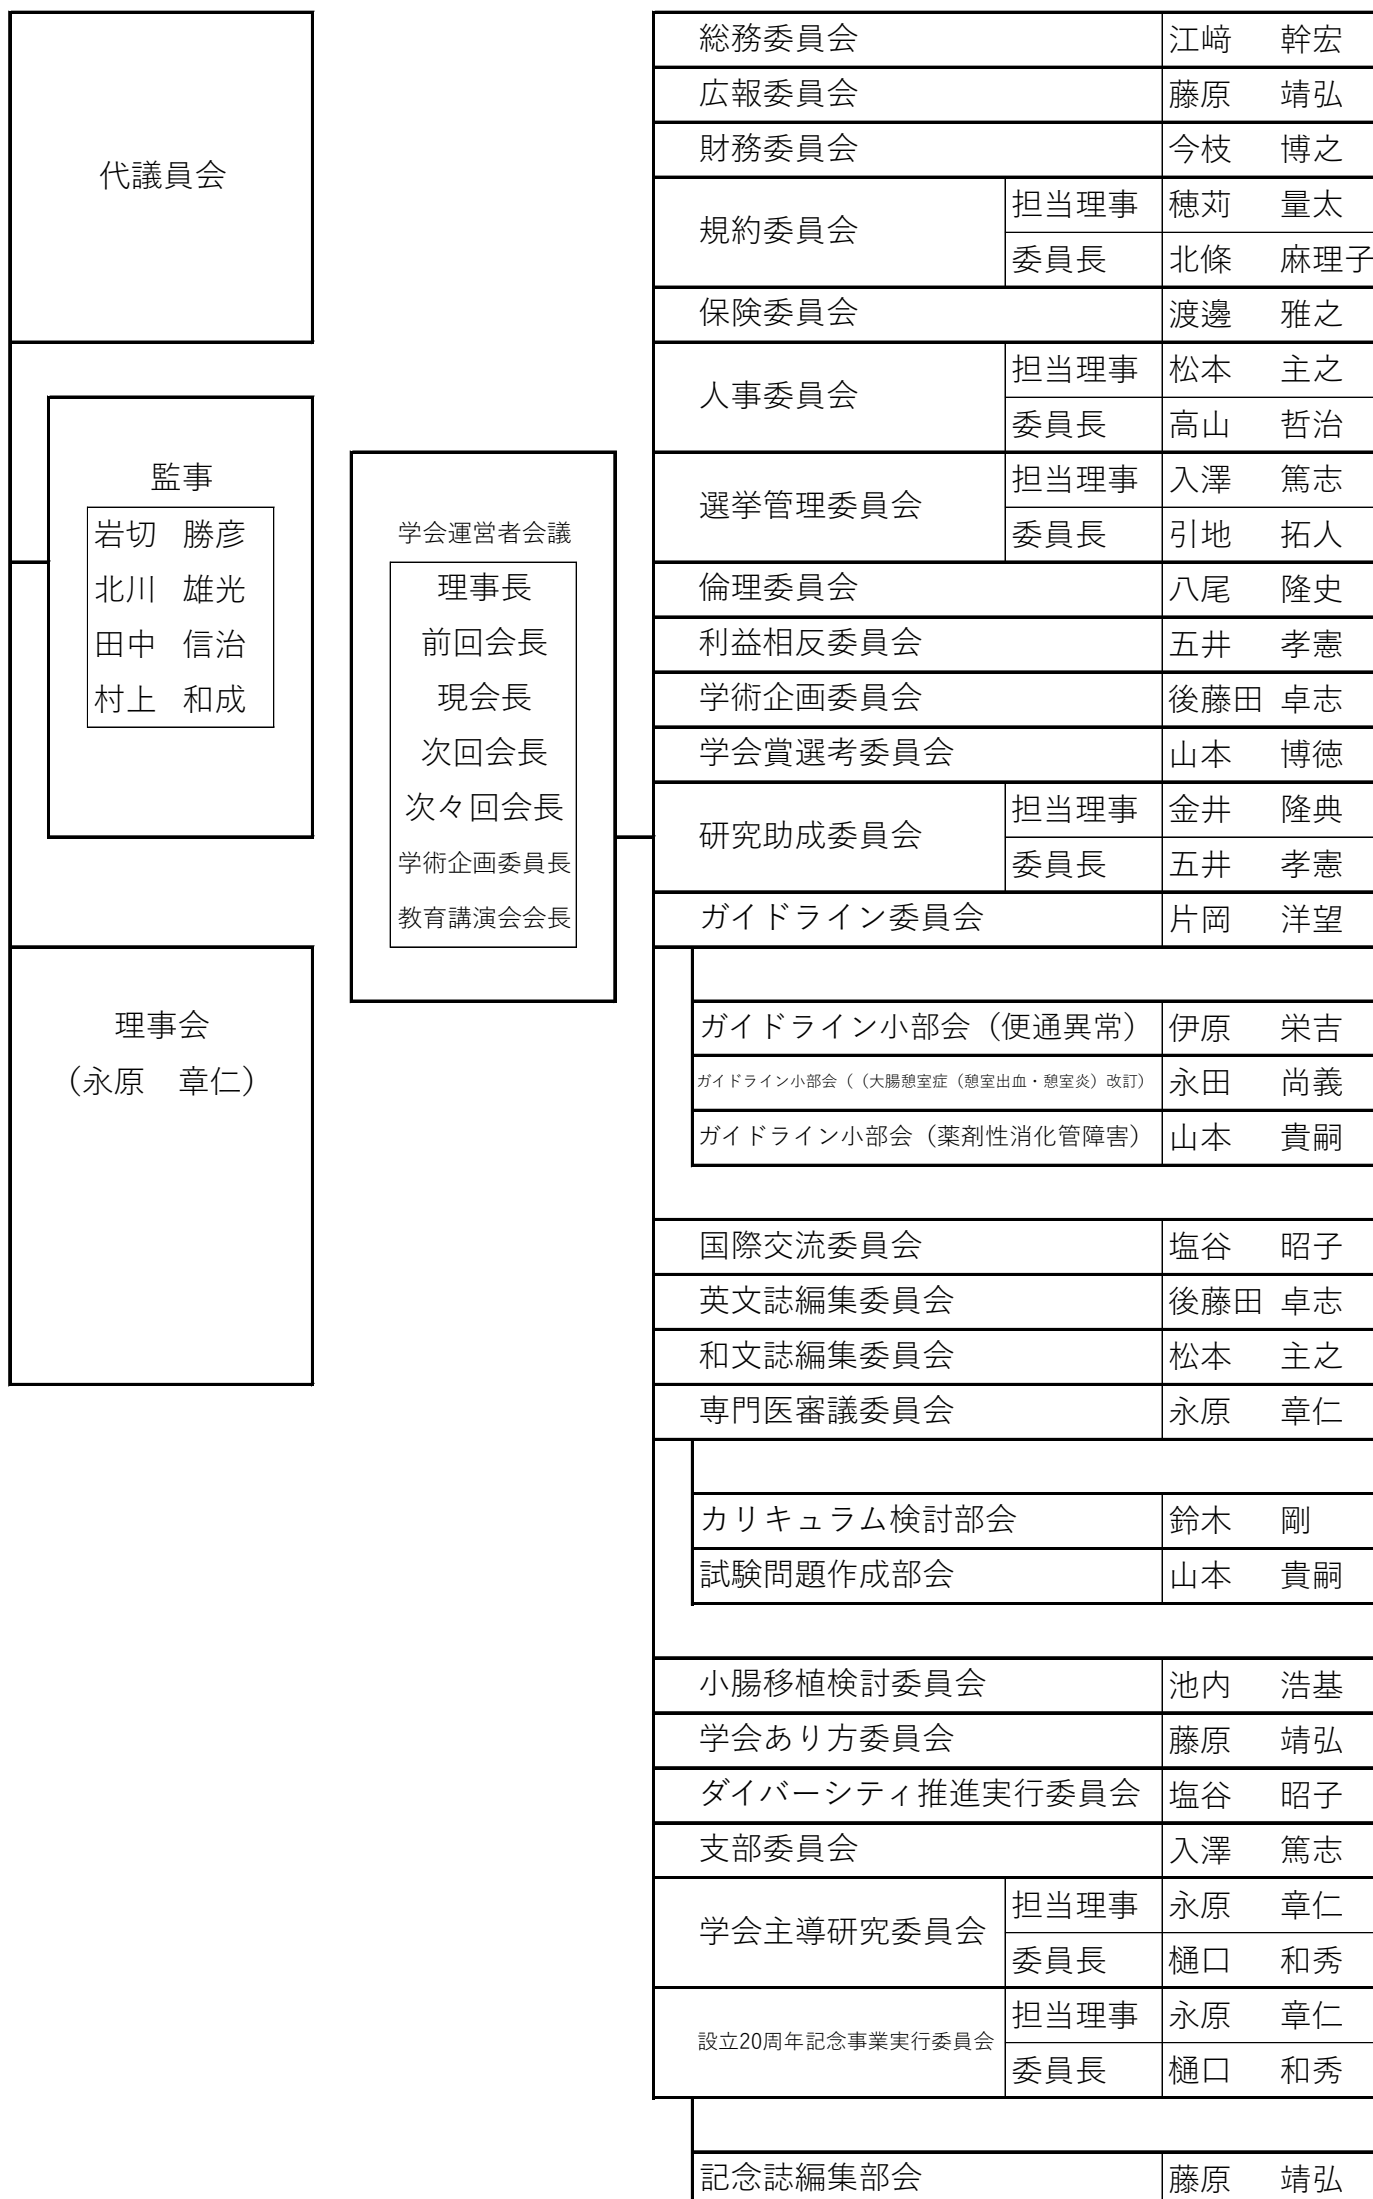 代議員会
監事
岩切 勝彦
北川 雄光
田中 信治
村上 和成
理事会
（永原 章仁）
学会運営者会議
理事長
前回会長
現会長
次回会長
次々回会長
学術企画委員長
教育講演会会長
総務委員会 江﨑 幹宏
広報委員会 藤原 靖弘
財務委員会 今枝 博之
規約委員会 担当理事 穂苅 量太
委員長 北條 麻理子
保険委員会 渡邊 雅之
人事委員会 担当理事 松本 主之
委員長 高山 哲治
選挙管理委員会 担当理事 入澤 篤志
委員長 引地 拓人
倫理委員会 八尾 隆史
利益相反委員会 五井 孝憲
学術企画委員会 後藤田 卓志
学会賞選考委員会 山本 博徳
研究助成委員会 担当理事 金井 隆典
委員長 五井 孝憲
ガイドライン委員会 片岡 洋望
ガイドライン小部会（便通異常） 伊原 栄吉
ガイドライン小部会（（大腸憩室症（憩室出血・憩室炎）改訂） 永田 尚義
ガイドライン小部会（薬剤性消化管障害） 山本 貴嗣
国際交流委員会 塩谷 昭子
英文誌編集委員会 後藤田 卓志
和文誌編集委員会 松本 主之
専門医審議委員会 永原 章仁
カリキュラム検討部会 鈴木 剛
試験問題作成部会 山本 貴嗣
小腸移植検討委員会 池内 浩基
学会あり方委員会 藤原 靖弘
ダイバーシティ推進実行委員会 塩谷 昭子
支部委員会 入澤 篤志
学会主導研究委員会 担当理事 永原 章仁
委員長 樋口 和秀
設立20周年記念事業実行委員会 担当理事 永原 章仁
委員長 樋口 和秀
記念誌編集部会 藤原 靖弘